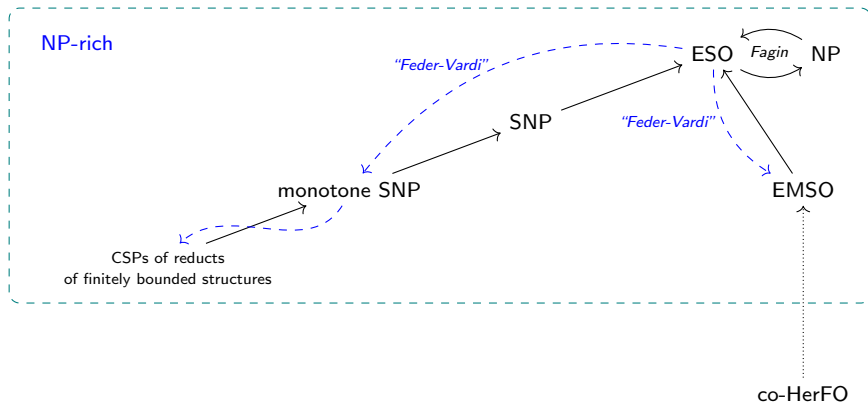 NP-rich
ESO
Fagin
NP
"Feder-Vardi"
SNP
"Feder-Vardi"
monotone SNP
EMSO
CSPs of reducts
of finitely bounded structures
co-HerFO